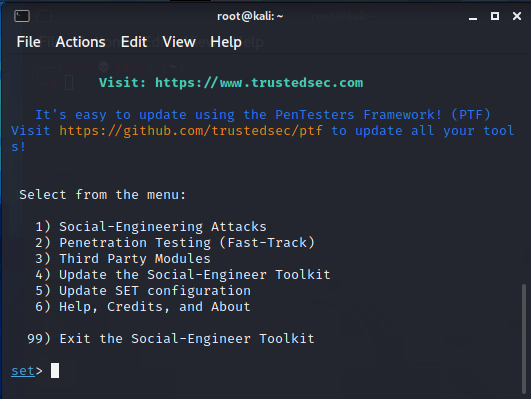 root@kali: ~
File Actions Edit View Help
Visit: https://www.trustedsec.com
It's easy to update using the PenTesters Framework! (PTF)
Visit https://github.com/trustedsec/ptf to update all your tool
s!
Select from the menu:
1) Social-Engineering Attacks
2) Penetration Testing (Fast-Track)
3) Third Party Modules
4) Update the Social-Engineer Toolkit
5) Update SET configuration
6) Help, Credits, and About
99) Exit the Social-Engineer Toolkit
set>